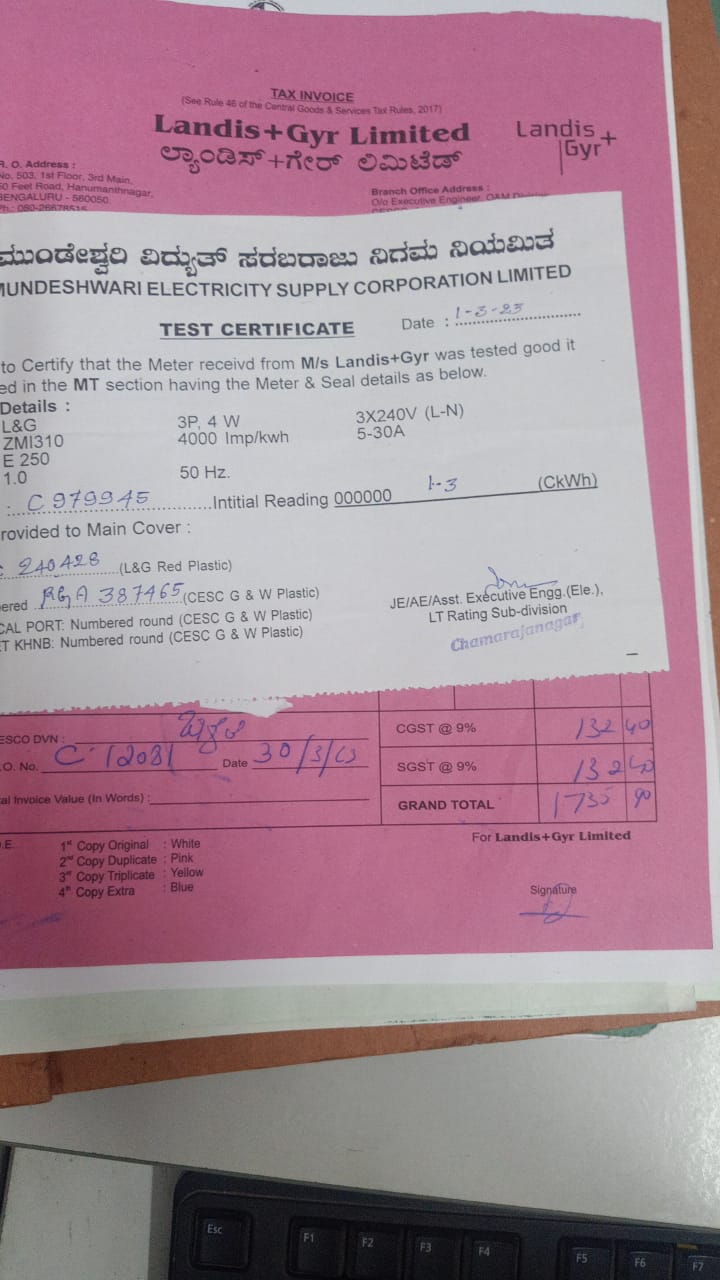 TAX INVOICE
(See Rule 46 of the Central Goods & Services Tax Rules, 2017)
Landis+Gyr Limited
ಲ್ಯಾಂಡಿಸ್+ಗೇರ್ ಲಿಮಿಟೆಡ್
Landis+
Gyr
R. O. Address :
No. 503, 1st Floor, 3rd Main,
50 Feet Road, Hanumanthnagar,
BENGALURU - 560050.
Ph.: 080-26678515
Branch Office Address :
O/o Executive Engineer, O&M
ಮುಂಡೇಶ್ವರಿ ವಿದ್ಯುತ್ ಸರಬರಾಜು ನಿಗಮ ನಿಯಮಿತ
MUNDESHWARI ELECTRICITY SUPPLY CORPORATION LIMITED
TEST CERTIFICATE
Date : 1-3-23
to Certify that the Meter receivd from M/s Landis+Gyr was tested good it
ed in the MT section having the Meter & Seal details as below.
Details :
L&G 3P, 4 W 3X240V (L-N)
ZMI310 4000 Imp/kwh 5-30A
E 250
1.0 50 Hz.
: C 979945 Intitial Reading 000000 1-3 (CkWh)
rovided to Main Cover :
240428 (L&G Red Plastic)
ered RGA 387465 (CESC G & W Plastic)
CAL PORT: Numbered round (CESC G & W Plastic)
T KHNB: Numbered round (CESC G & W Plastic)
JE/AE/Asst. Executive Engg.(Ele.),
LT Rating Sub-division
Chamarajanagar
ESCO DVN :
.O. No. C-12081 Date 30/3/23
al Invoice Value (In Words) :
CGST @ 9% 132 40
SGST @ 9% 132 40
GRAND TOTAL 1735 90
For Landis+Gyr Limited
.E. 1st Copy Original : White
2nd Copy Duplicate : Pink
3rd Copy Triplicate : Yellow
4th Copy Extra : Blue
Signature
Esc F1 F2 F3 F4 F5 F6 F7